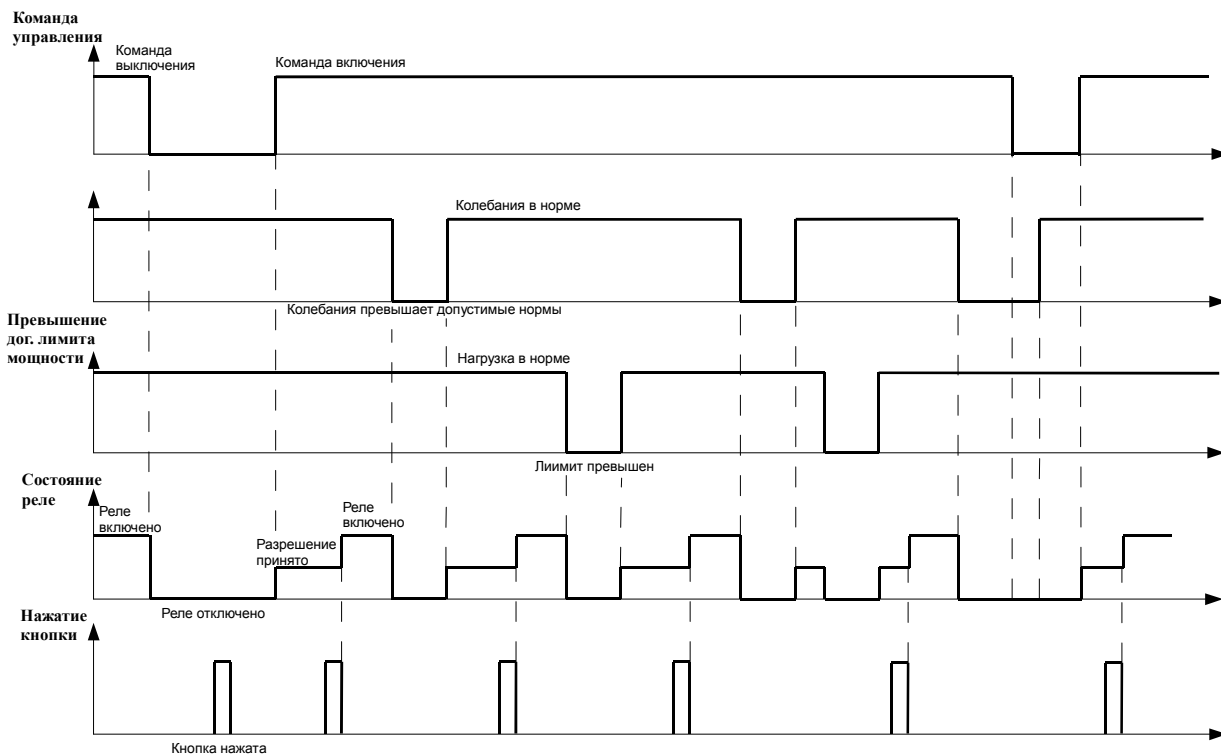 Команда
управления
Команда
выключения
Команда включения
Колебания в норме
Колебания превышает допустимые нормы
Превышение
дог. лимита
мощности
Нагрузка в норме
Лиимит превышен
Состояние
реле
Реле
включено
Разрешение
принято
Реле
включено
Реле отключено
Нажатие
кнопки
Кнопка нажата